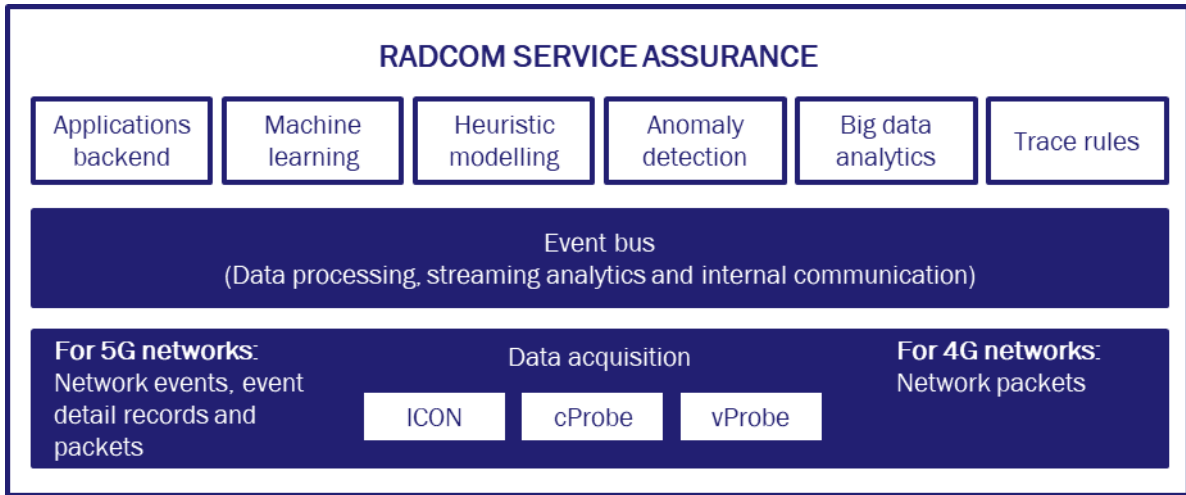 RADCOM SERVICE ASSURANCE
Applications
backend
Machine
learning
Heuristic
modelling
Anomaly
detection
Big data
analytics
Trace rules
Event bus
(Data processing, streaming analytics and internal communication)
For 5G networks:
Network events, event
detail records and
packets
Data acquisition
ICON
cProbe
vProbe
For 4G networks:
Network packets